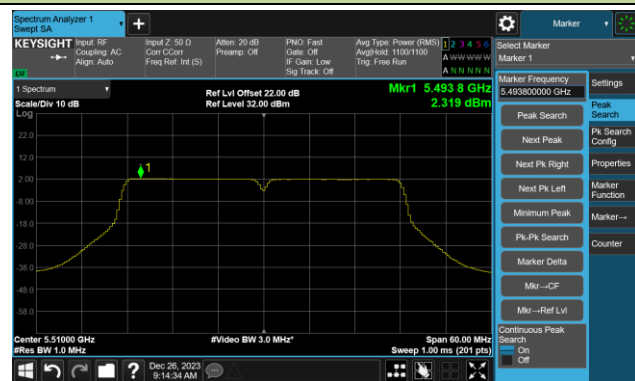 Spectrum Analyzer 1
Swept SA
Marker
KEYSIGHT
Input: RF
Coupling: AC
Align: Auto
Input Z: 50 Ω
Corr CCorr
Freq Ref: Int (S)
Atten: 20 dB
Preamp: Off
PNO: Fast
Gate: Off
IF Gain: Low
Sig Track: Off
Avg Type: Power (RMS)
Avg|Hold: 1100/1100
Trig: Free Run
1 2 3 4 5 6
A W W W W W
A N N N N N
Select Marker
Marker 1
LU
1 Spectrum
Scale/Div 10 dB
Log
Ref Lvl Offset 22.00 dB
Ref Level 32.00 dBm
Mkr1 5.493 8 GHz
2.319 dBm
22.0
12.0
2.00
-8.00
-18.0
-28.0
-38.0
-48.0
-58.0
1
Center 5.51000 GHz
#Res BW 1.0 MHz
#Video BW 3.0 MHz*
Span 60.00 MHz
Sweep 1.00 ms (201 pts)
Dec 26, 2023
9:14:34 AM
Marker Frequency
5.493800000 GHz
Peak Search
Next Peak
Next Pk Right
Next Pk Left
Minimum Peak
Pk-Pk Search
Marker Delta
Mkr→CF
Mkr→Ref Lvl
Continuous Peak
Search
On
Off
Settings
Peak
Search
Pk Search
Config
Properties
Marker
Function
Marker→
Counter